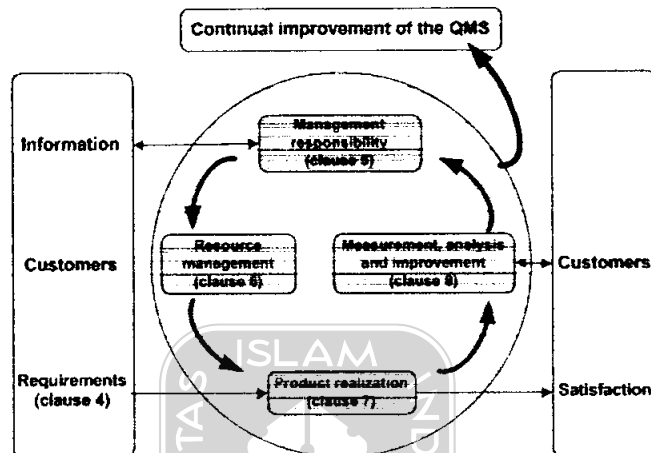 Continual improvement of the QMS
Information
Management
responsibility
(clause 5)
Customers
Resource
management
(clause 6)
Measurement, analysis
and improvement
(clause 8)
Customers
Requirements
(clause 4)
Product realization
(clause 7)
Satisfaction
ISLAM
TAS